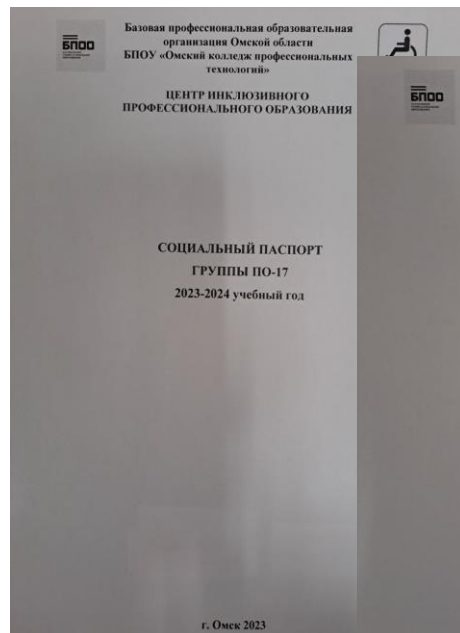 БПОО
Базовая профессиональная образовательная
организация Омской области
БПОУ «Омский колледж профессиональных
технологий»
ЦЕНТР ИНКЛЮЗИВНОГО
ПРОФЕССИОНАЛЬНОГО ОБРАЗОВАНИЯ
БПОО
СОЦИАЛЬНЫЙ ПАСПОРТ
ГРУППЫ ПО-17
2023-2024 учебный год
г. Омск 2023